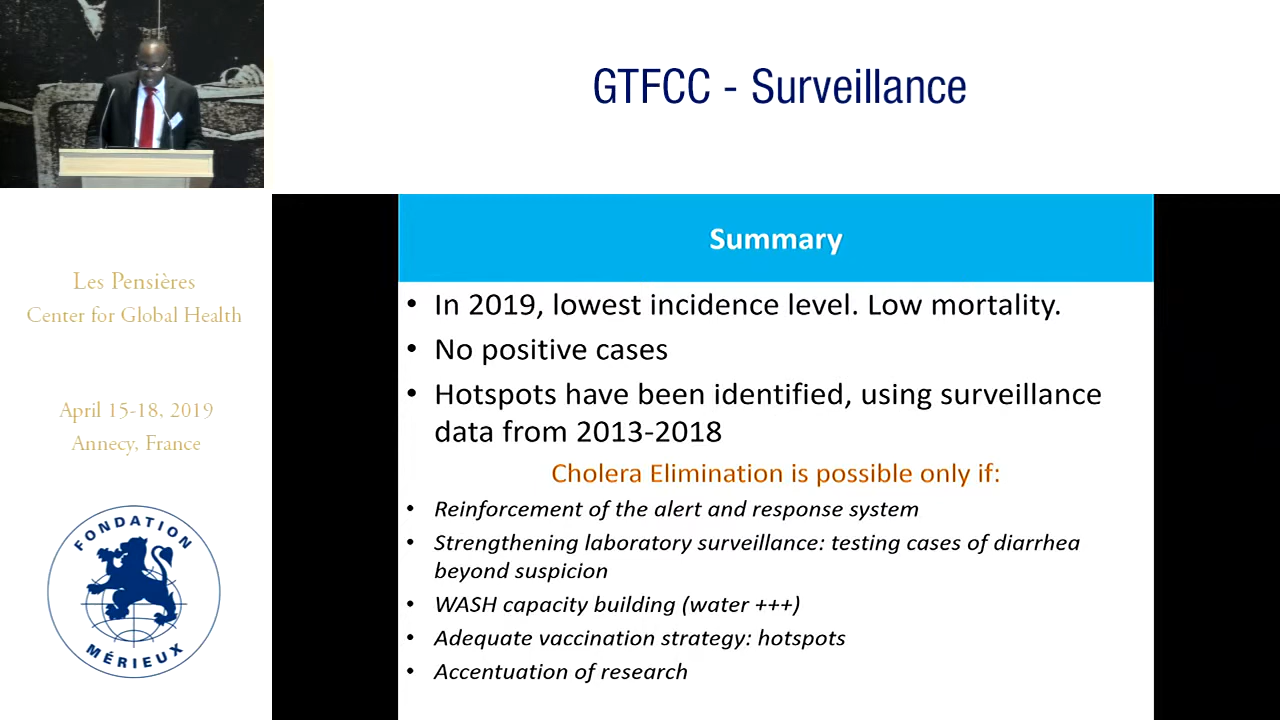 GTFCC - Surveillance
Les Pensières
Center for Global Health
April 15-18, 2019
Annecy, France
FONDATION
MÉRIEUX
Summary
• In 2019, lowest incidence level. Low mortality.
• No positive cases
• Hotspots have been identified, using surveillance
data from 2013-2018
Cholera Elimination is possible only if:
• Reinforcement of the alert and response system
• Strengthening laboratory surveillance: testing cases of diarrhea
beyond suspicion
• WASH capacity building (water +++)
• Adequate vaccination strategy: hotspots
• Accentuation of research